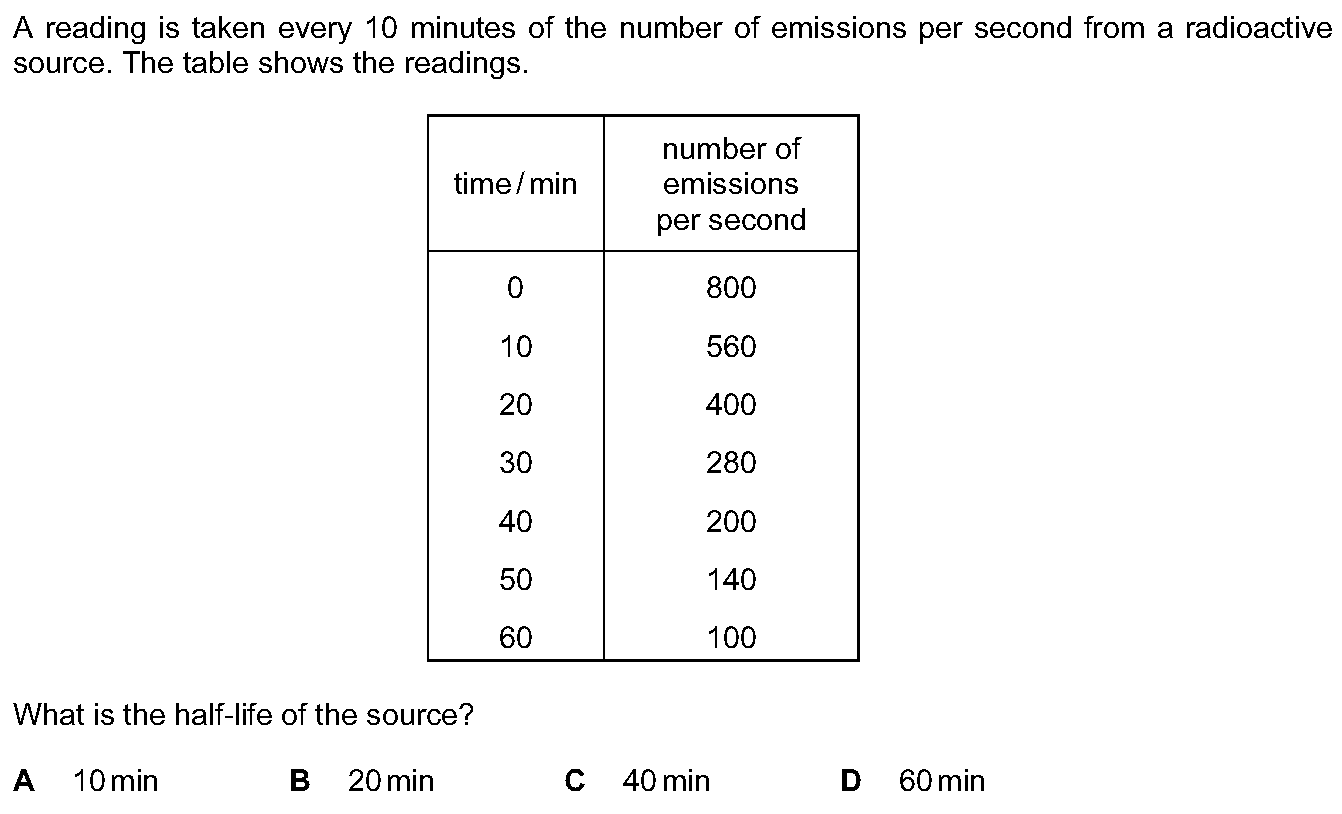 A reading is taken every 10 minutes of the number of emissions per second from a radioactive
source. The table shows the readings.
time / min
number of
emissions
per second
0 800
10 560
20 400
30 280
40 200
50 140
60 100
What is the half-life of the source?
A 10 min B 20 min C 40 min D 60 min